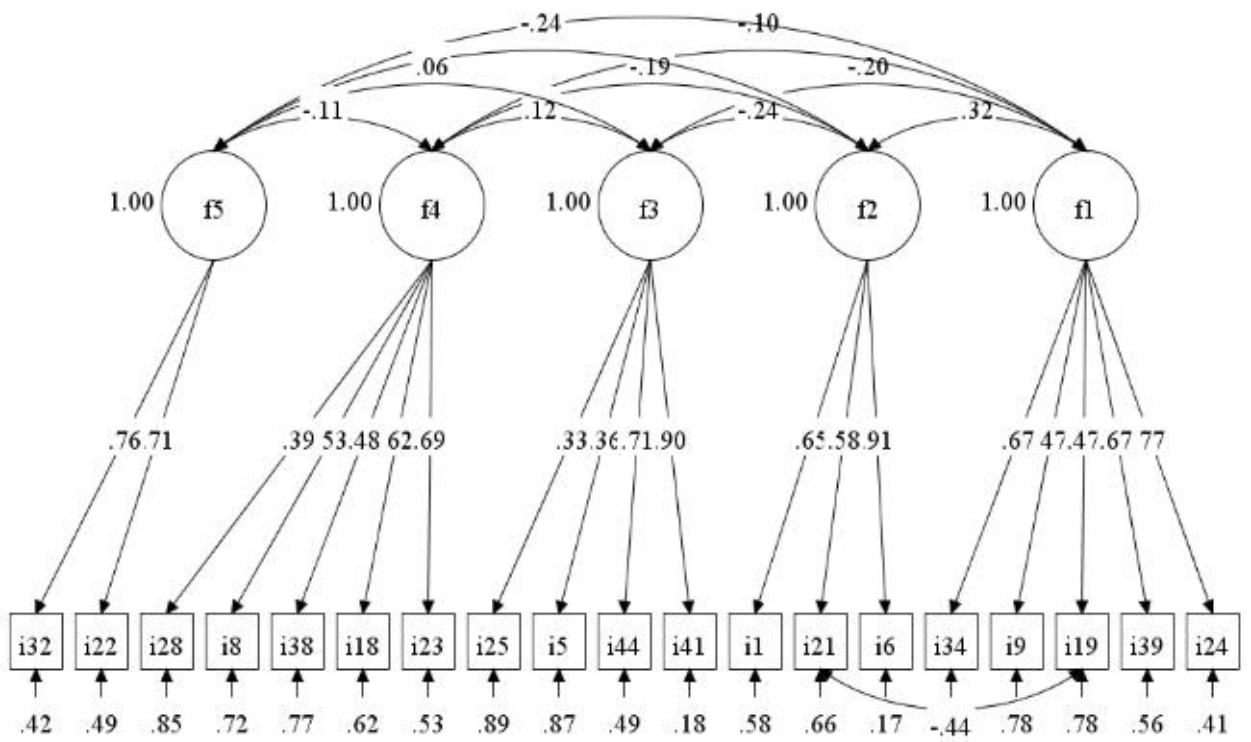 -.24 -.10
.06 -.19 -.20
-.11 .12 -.24 .32
1.00 f5 1.00 f4 1.00 f3 1.00 f2 1.00 f1
.76 .71 .39 53 .48 62 .69 .33 .36 .71 .90 .65 .58 .91 .67 47 .47 .67 77
i32 i22 i28 i8 i38 i18 i23 i25 i5 i44 i41 i1 i21 i6 i34 i9 i19 i39 i24
.42 .49 .85 .72 .77 .62 .53 .89 .87 .49 .18 .58 .66 .17 -.44 .78 .78 .56 .41